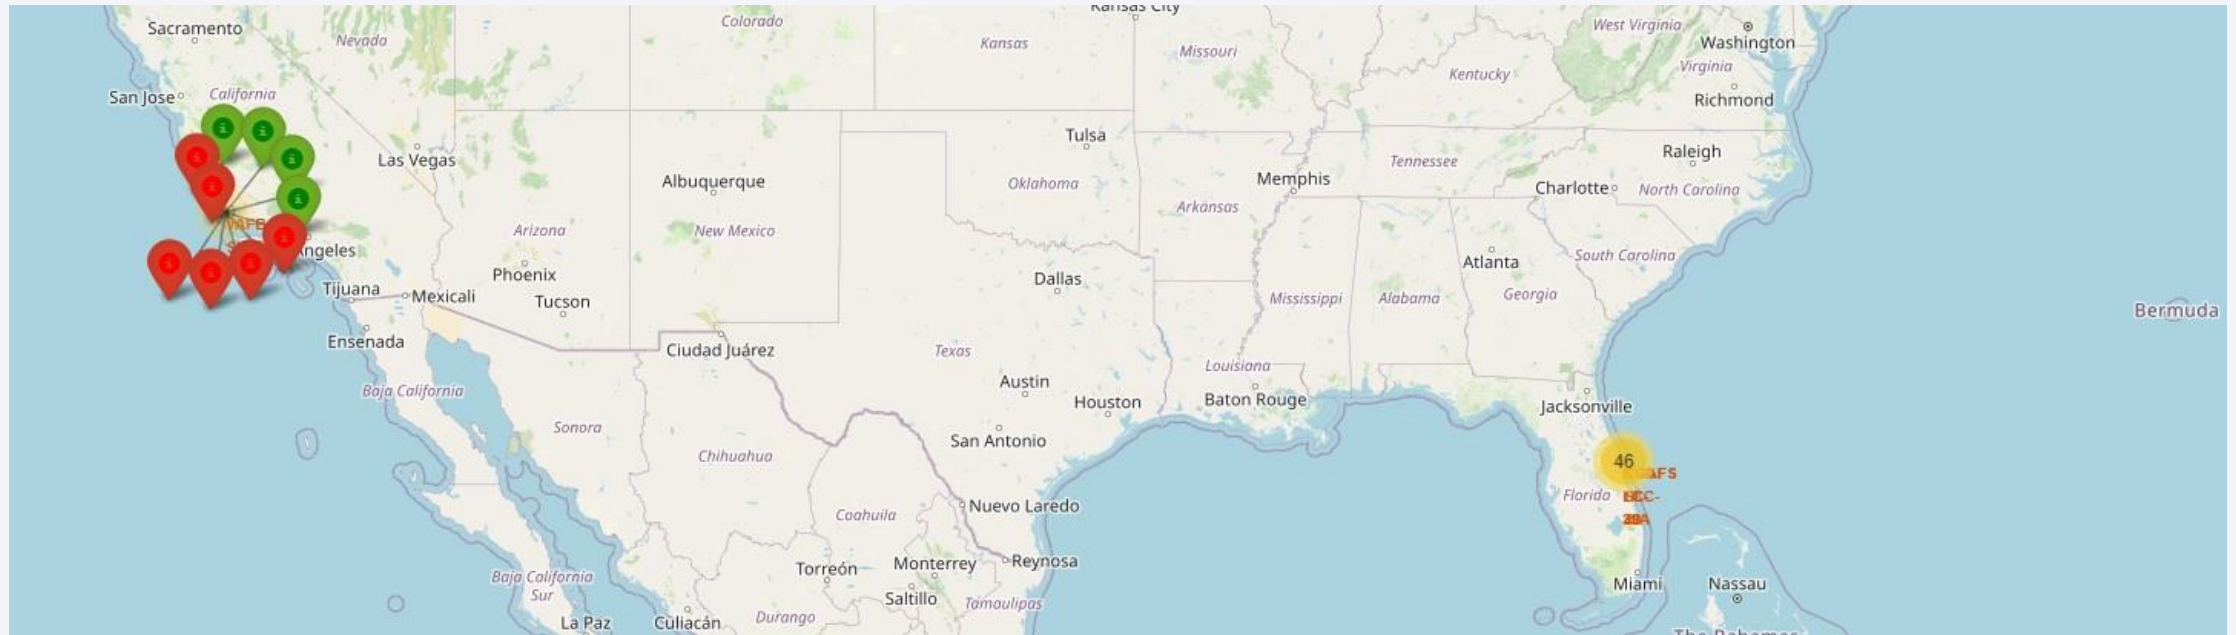 Sacramento
Nevada
Colorado
Kansas
Kansas City
Missouri
Kentucky
West Virginia
Washington
Virginia
Richmond
San Jose
California
Las Vegas
Tulsa
Raleigh
Tennessee
Albuquerque
Oklahoma
Memphis
Charlotte
North Carolina
Arkansas
VAFB
Arizona
New Mexico
Angeles
Atlanta
South Carolina
Phoenix
Dallas
Tijuana
Mexicali
Tucson
Mississippi
Alabama
Georgia
Bermuda
Ensenada
Ciudad Juárez
Texas
Louisiana
Baja California
Austin
Houston
Baton Rouge
Jacksonville
Sonora
San Antonio
Chihuahua
46
Florida
Nuevo Laredo
Coahuila
Baja California
Sur
Torreón
Monterrey
Reynosa
Saltillo
Tamaulipas
Miami
Nassau
La Paz
Culiacán
Durango
The Bahamas